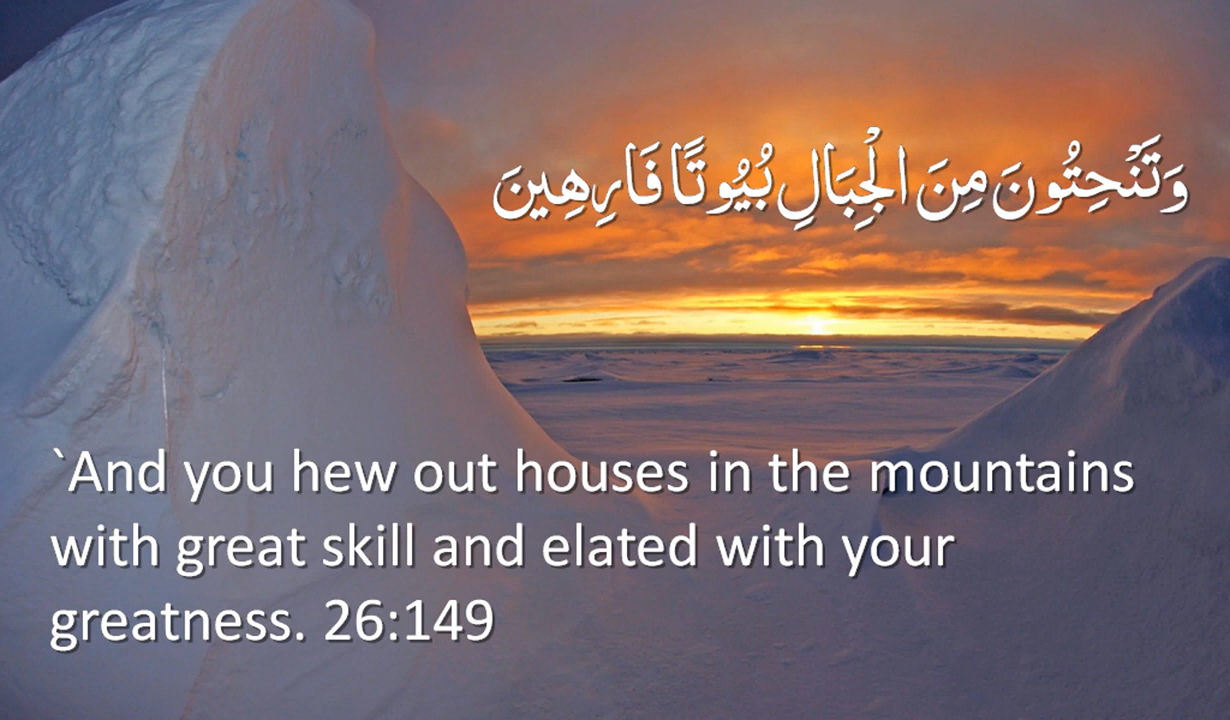 وَتَنْحِتُونَ مِنَ الْجِبَالِ بُيُوتًا فَارِهِينَ
`And you hew out houses in the mountains
with great skill and elated with your
greatness. 26:149